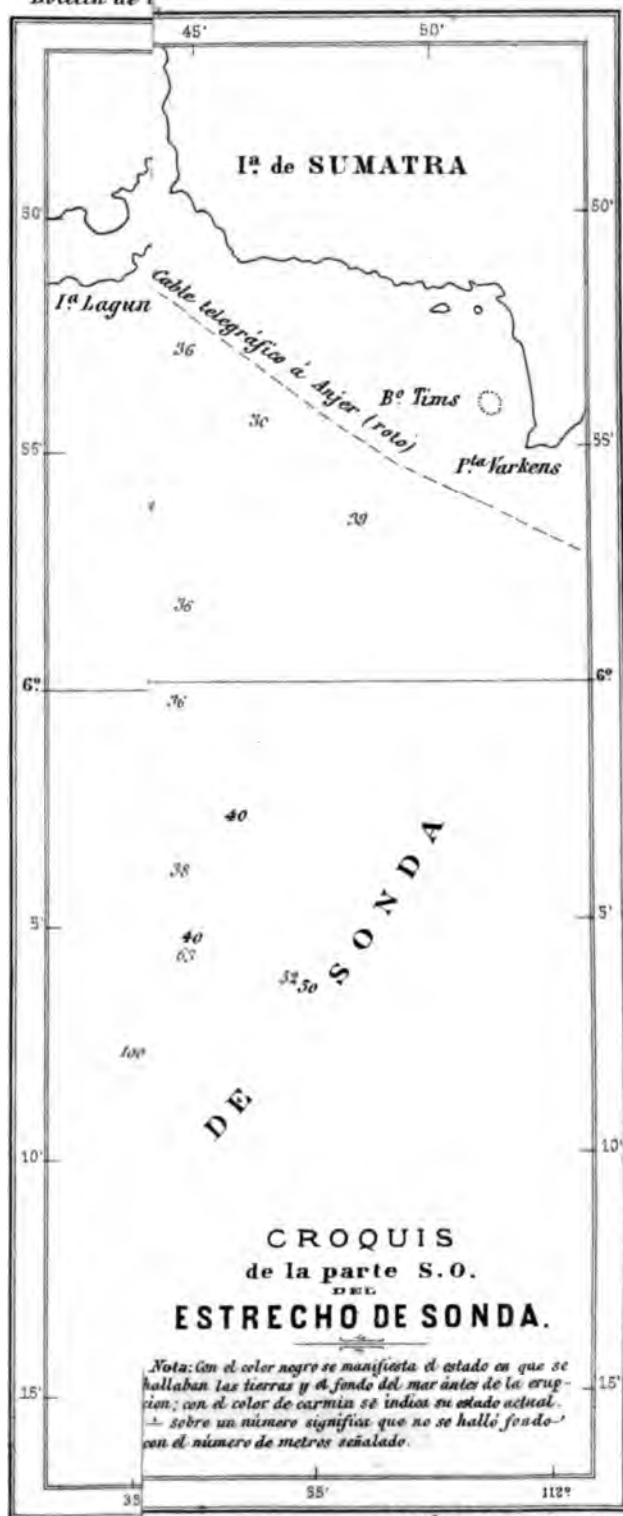 Boletin de
45' 50'
Iª. de SUMATRA
50' 50'
Iª Lagun
Cable telegráfico á Anjer (roto)
36
30
Bº. Tims
Pta Varkens
55' 55'
39
36
6º 6º
36
40
38
SONDA
5' 5'
40
63
52 50
100
DE
10' 10'
CROQUIS
de la parte S.O.
DEL
ESTRECHO DE SONDA.
Nota: Con el color negro se manifiesta el estado en que se
hallaban las tierras y el fondo del mar ántes de la erup-
cion; con el color de carmin se indica su estado actual.
sobre un número significa que no se halló fondo
con el número de metros señalado.
15' 15'
55' 112º